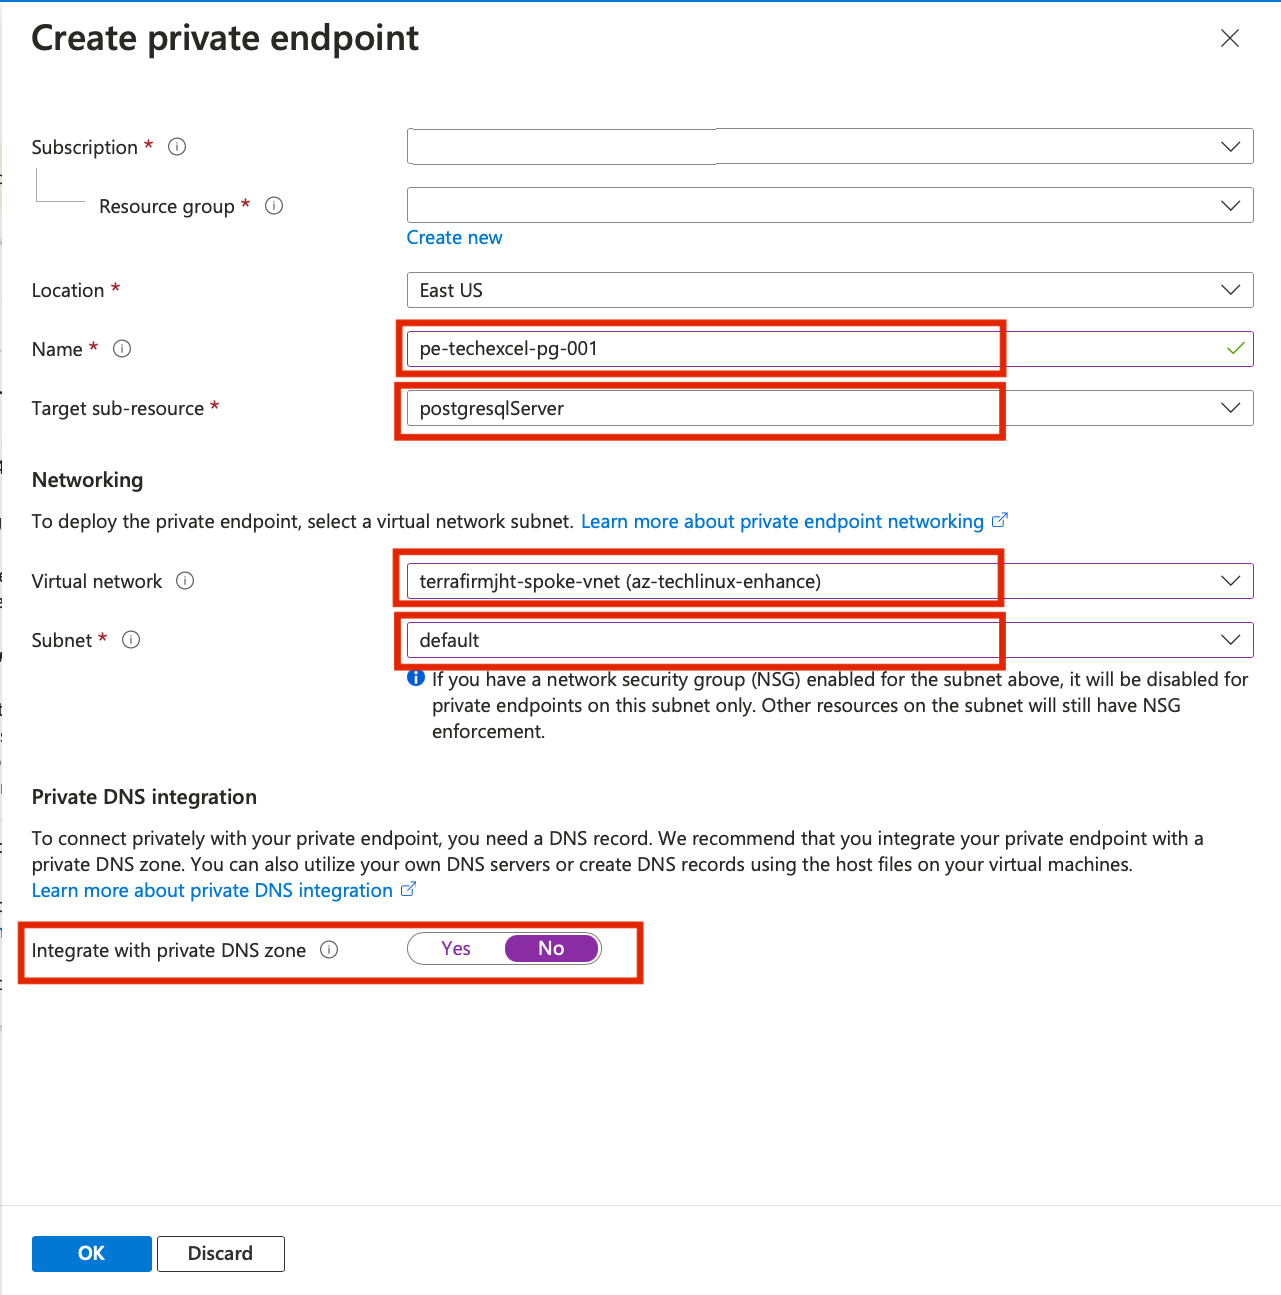 Create private endpoint
Subscription *
Resource group *
Create new
Location *
East US
Name *
pe-techexcel-pg-001
Target sub-resource *
postgresqlServer
Networking
To deploy the private endpoint, select a virtual network subnet. Learn more about private endpoint networking
Virtual network
terrafirmjht-spoke-vnet (az-techlinux-enhance)
Subnet *
default
If you have a network security group (NSG) enabled for the subnet above, it will be disabled for
private endpoints on this subnet only. Other resources on the subnet will still have NSG
enforcement.
Private DNS integration
To connect privately with your private endpoint, you need a DNS record. We recommend that you integrate your private endpoint with a
private DNS zone. You can also utilize your own DNS servers or create DNS records using the host files on your virtual machines.
Learn more about private DNS integration
Integrate with private DNS zone
Yes No
OK Discard